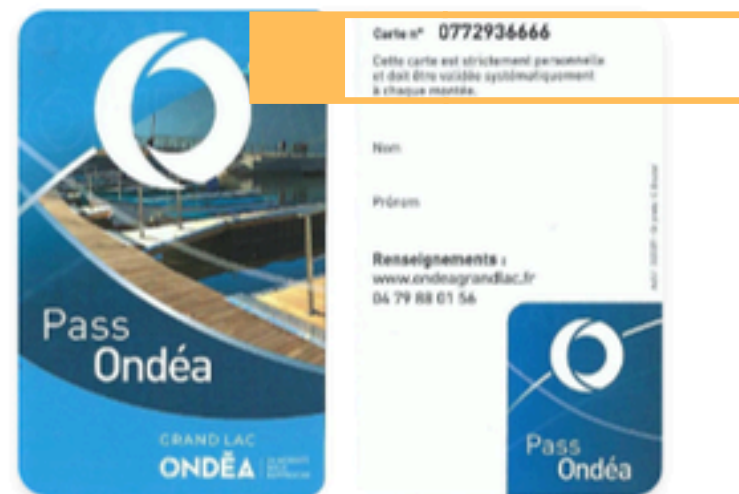 Pass
Ondéa
GRAND LAC
ONDĒA
Carte n° 0772936666
Cette carte est strictement personnelle
et doit être validée systématiquement
à chaque montée.
Nom
Prénom
Renseignements :
www.ondeagrandlac.fr
04 79 88 01 56
Pass
Ondéa